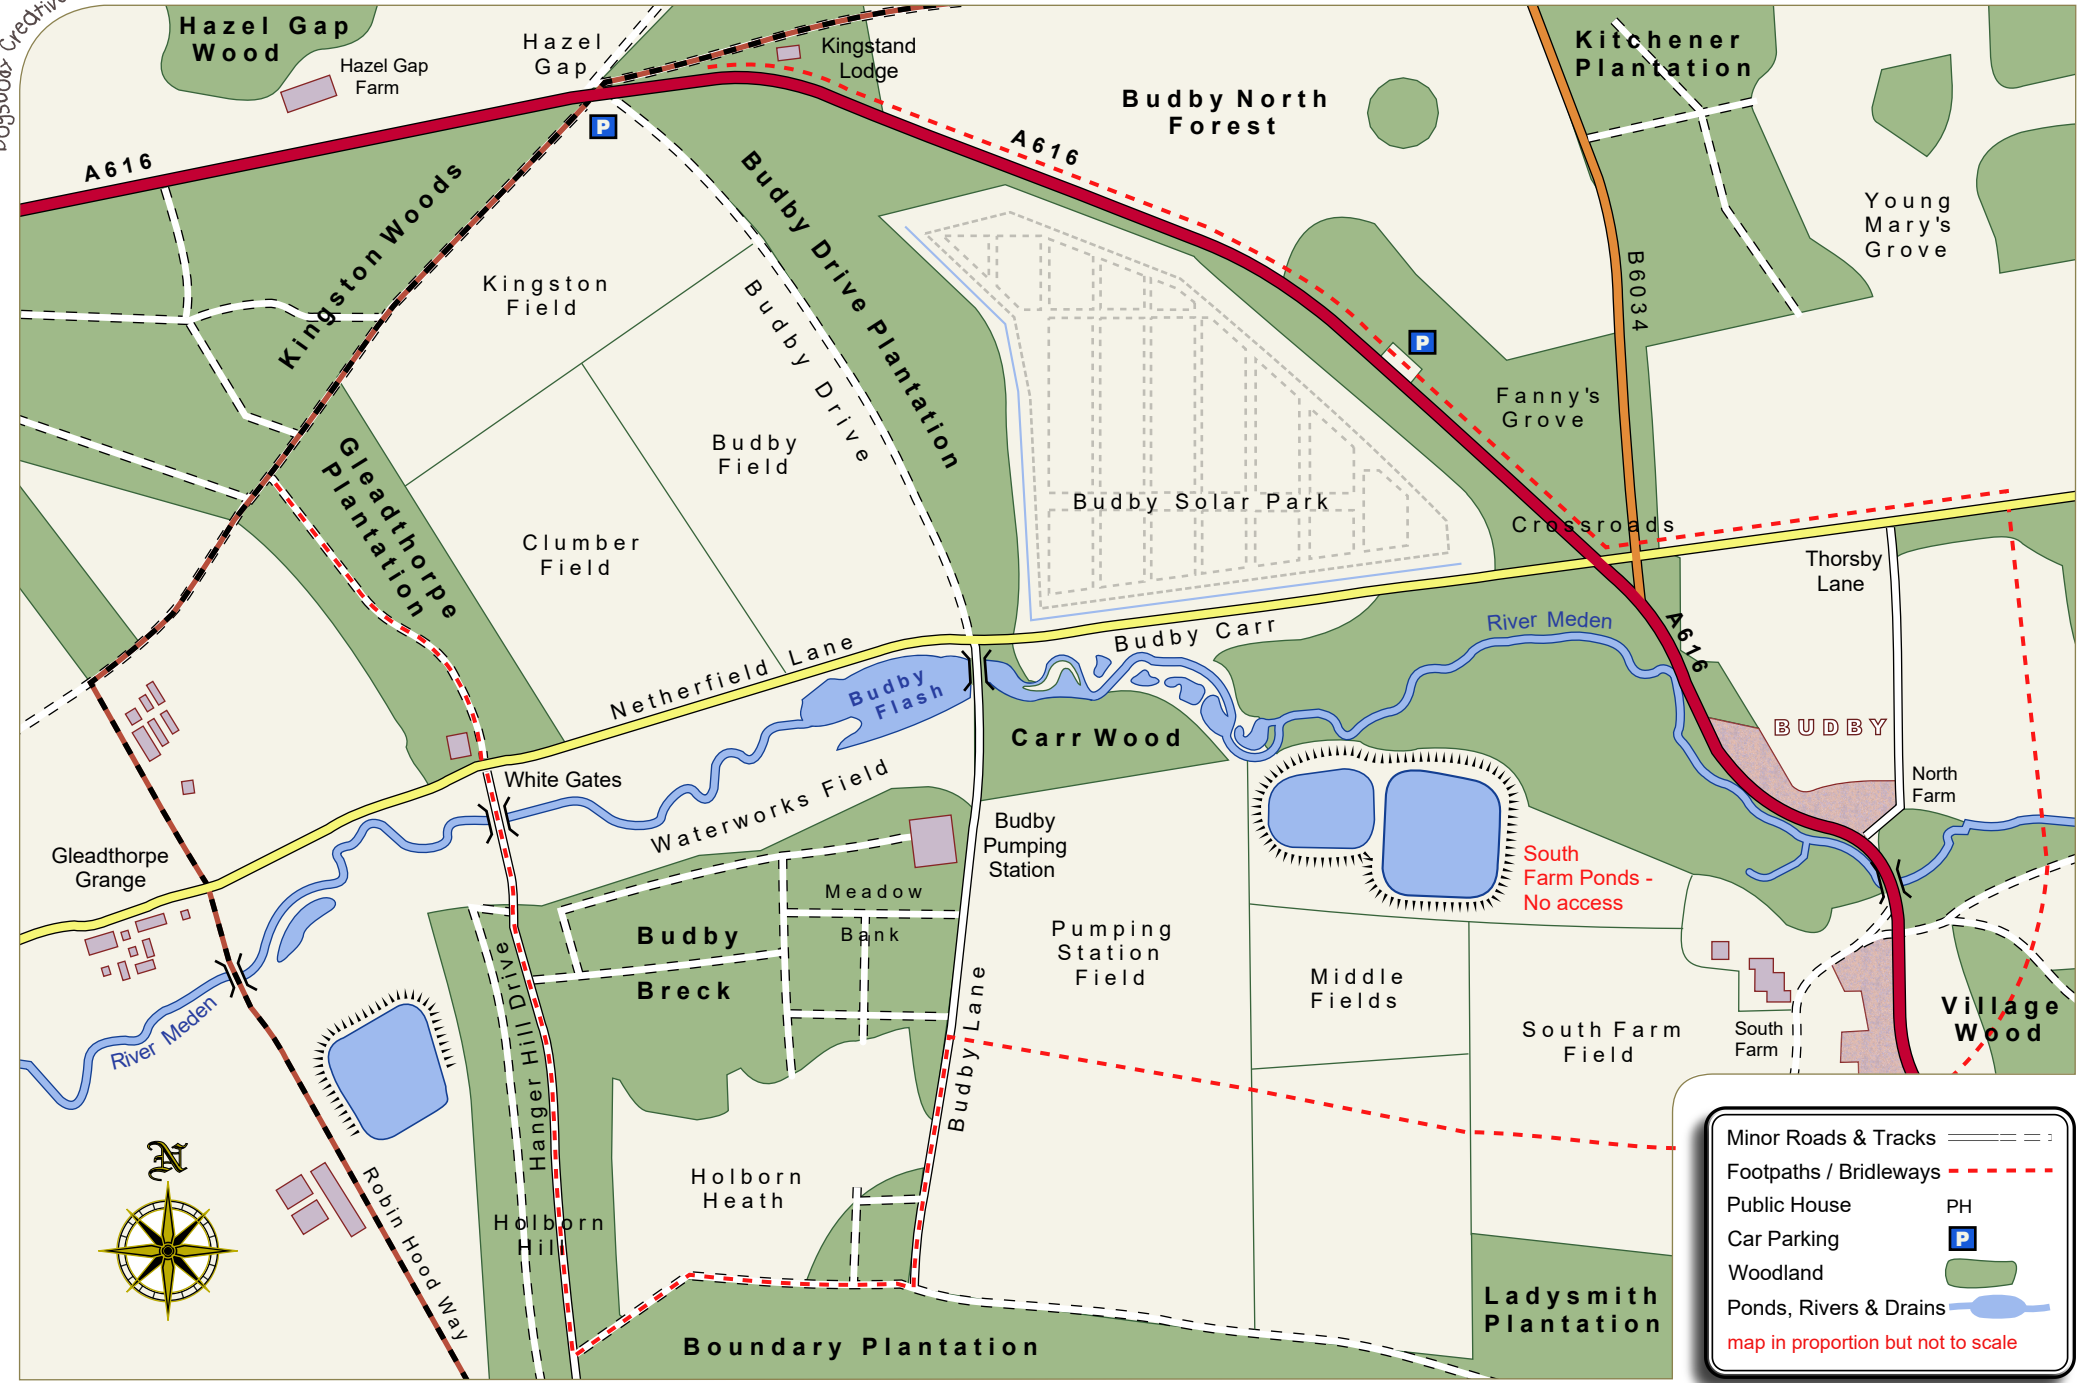 Hazel Gap
Wood
Hazel Gap
Farm
Hazel
Gap
Kingstand
Lodge
Budby North
Forest
Kitchener
Plantation
Young
Mary's
Grove
A616
A616
B6034
Kingston Woods
Kingston
Field
Budby Drive Plantation
Budby Drive
P
P
Fanny's
Grove
Gleadthorpe
Plantation
Budby
Field
Clumber
Field
Budby Solar Park
Crossroads
Thorsby
Lane
River Meden
A616
Budby Carr
Netherfield Lane
Budby
Flash
Carr Wood
BUDBY
North
Farm
White Gates
Waterworks Field
Budby
Pumping
Station
South
Farm Ponds -
No access
Gleadthorpe
Grange
Meadow
Bank
Budby
Breck
Pumping
Station
Field
Middle
Fields
South Farm
Field
South
Farm
Village
Wood
River Meden
Hanger Hill Drive
Budby Lane
Holborn
Heath
Holborn
Hill
Robin Hood Way
N
Boundary Plantation
Ladysmith
Plantation
Minor Roads & Tracks
Footpaths / Bridleways
Public House PH
Car Parking P
Woodland
Ponds, Rivers & Drains
map in proportion but not to scale